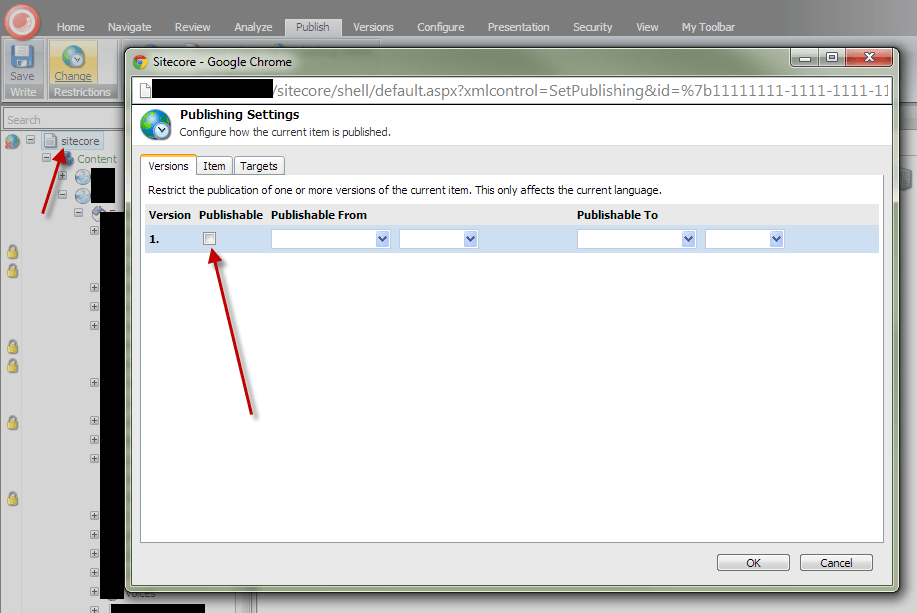 Home Navigate Review Analyze Publish Versions Configure Presentation Security View My Toolbar
Save
Write
Change
Restrictions
Search
sitecore
Content
Sitecore - Google Chrome
/sitecore/shell/default.aspx?xmlcontrol=SetPublishing&id=%7b11111111-1111-1111-11
Publishing Settings
Configure how the current item is published.
Versions Item Targets
Restrict the publication of one or more versions of the current item. This only affects the current language.
Version Publishable Publishable From Publishable To
1.
OK Cancel